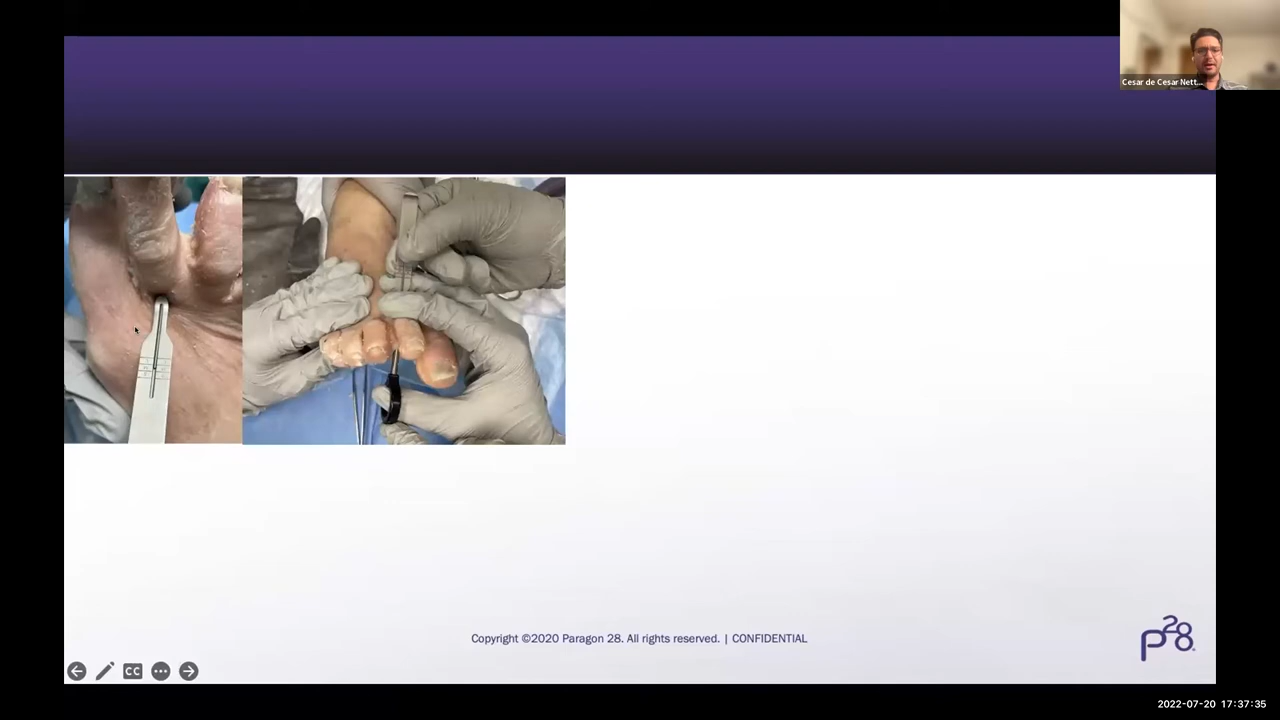 Cesar de Cesar Nett...
Copyright ©2020 Paragon 28. All rights reserved. | CONFIDENTIAL
p28
CC
2022-07-20 17:37:35